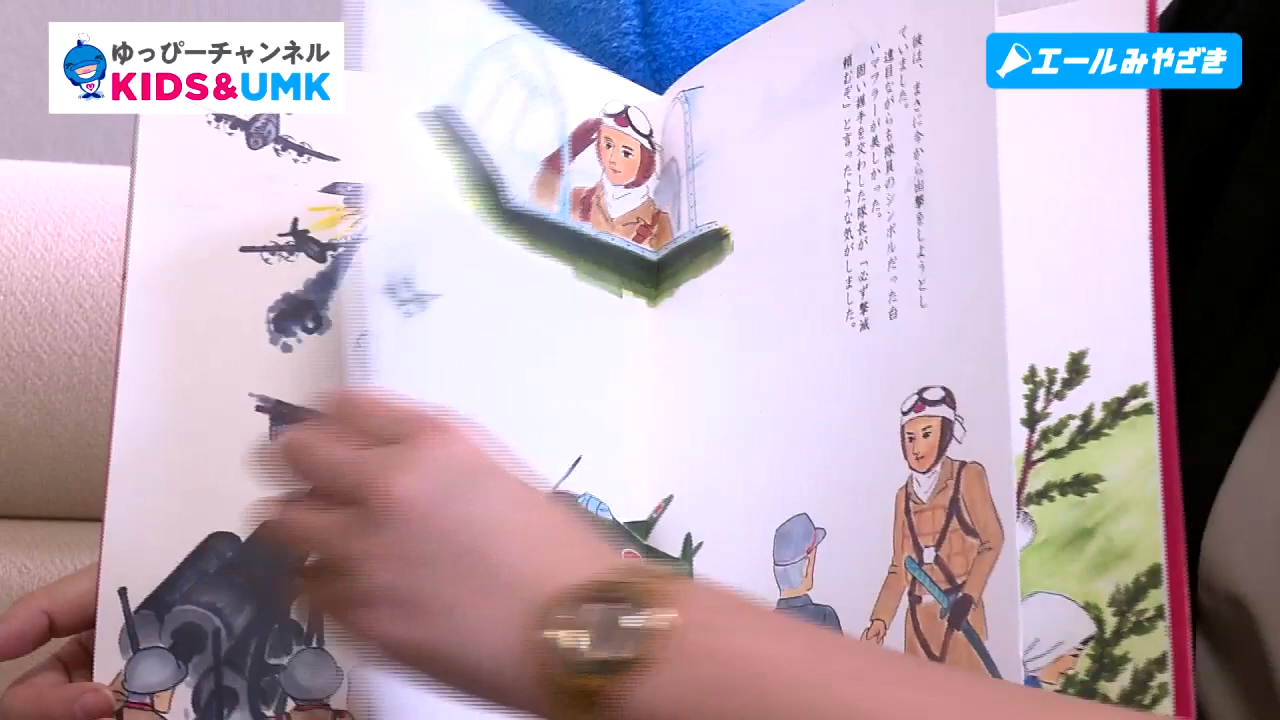 ゆっぴーチャンネル
KIDS&UMK
エールみやざき
彼は、まさに今から出撃をしようとし
ていました。
遠目ながらも隊員のシンボルだった白
いマフラーが美しかった。
固い握手を交わした隊長が「必ず撃滅
頼むぞ」と言ったような気がしました。